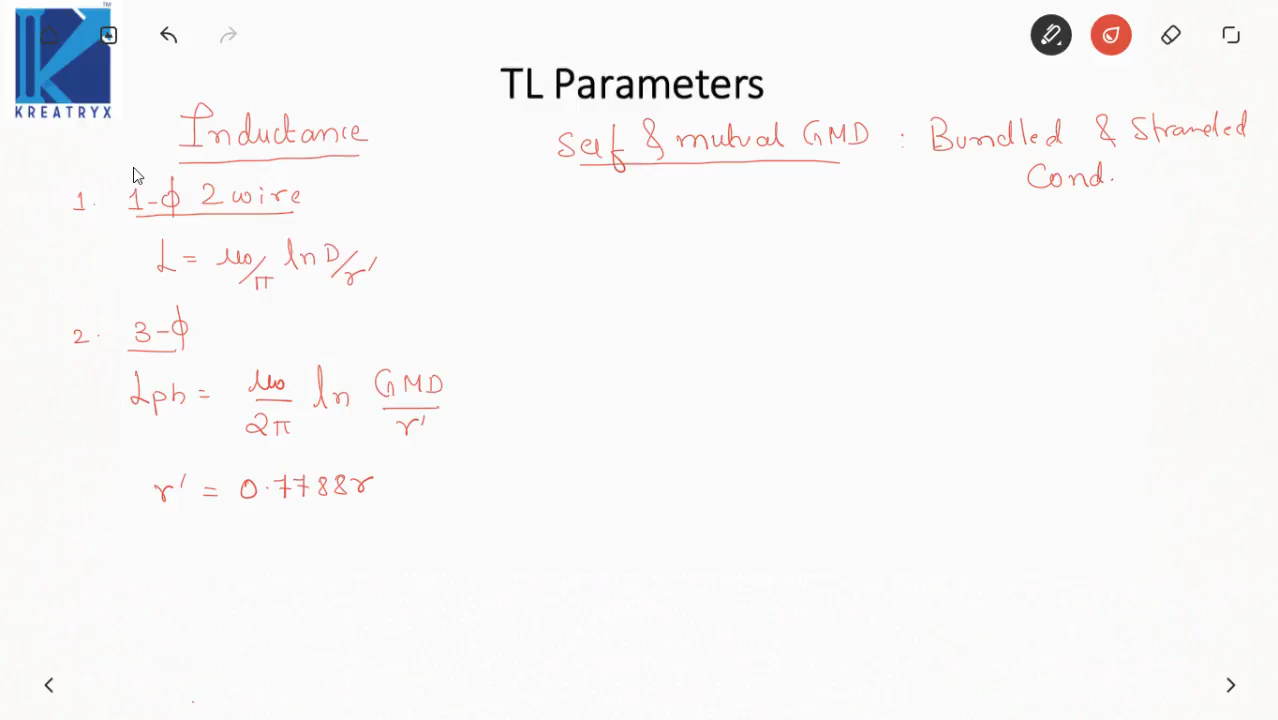 KREATRYX
TL Parameters
Inductance
1. 1-ϕ 2 wire
L = μ₀/π ln D/r'
2. 3-ϕ
Lph = μ₀/2π ln GMD/r'
r' = 0.7788r
Self & mutual GMD : Bundled & Stranded
Cond.